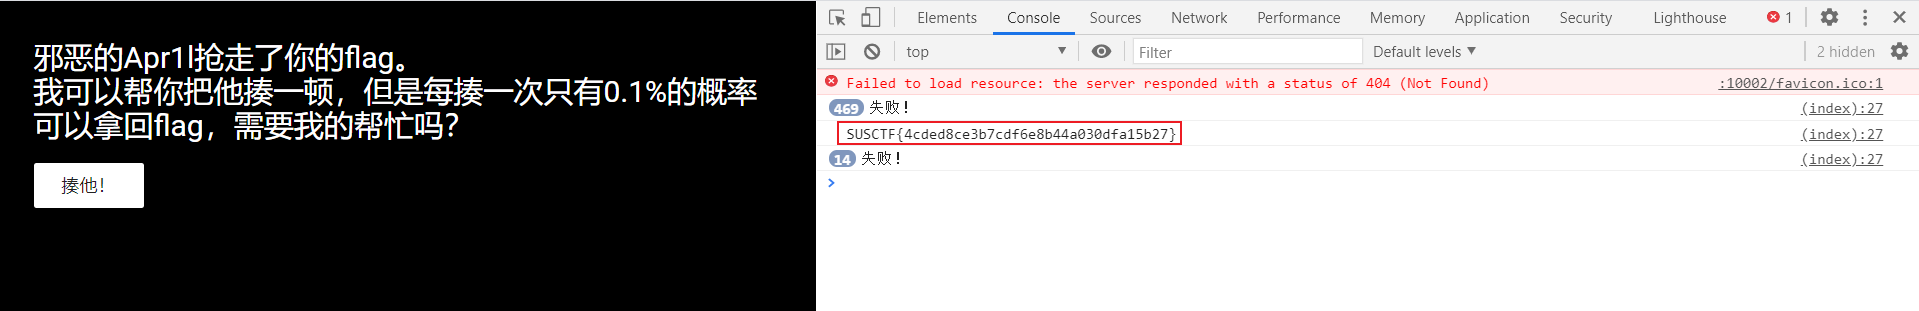 邪恶的Apr1l抢走了你的flag。
我可以帮你把他揍一顿，但是每揍一次只有0.1%的概率
可以拿回flag，需要我的帮忙吗？
揍他！
Elements Console Sources Network Performance Memory Application Security Lighthouse 1
top Filter Default levels 2 hidden
Failed to load resource: the server responded with a status of 404 (Not Found) :10002/favicon.ico:1
469 失败！ (index):27
SUSCTF{4cded8ce3b7cdf6e8b44a030dfa15b27} (index):27
14 失败！ (index):27